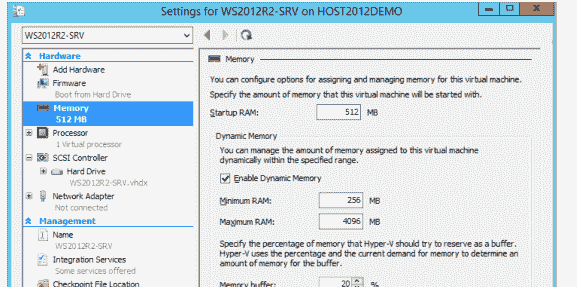 Settings for WS2012R2-SRV on HOST2012DEMO
WS2012R2-SRV
Hardware
Add Hardware
Firmware
Boot from Hard Drive
Memory
512 MB
Processor
1 Virtual processor
SCSI Controller
Hard Drive
WS2012R2-SRV.vhdx
Network Adapter
Not connected
Management
Name
WS2012R2-SRV
Integration Services
Some services offered
Checkpoint File Location
Memory
You can configure options for assigning and managing memory for this virtual machine.
Specify the amount of memory that this virtual machine will be started with.
Startup RAM: 512 MB
Dynamic Memory
You can manage the amount of memory assigned to this virtual machine
dynamically within the specified range.
Enable Dynamic Memory
Minimum RAM: 256 MB
Maximum RAM: 4096 MB
Specify the percentage of memory that Hyper-V should try to reserve as a buffer.
Hyper-V uses the percentage and the current demand for memory to determine an
amount of memory for the buffer.
Memory buffer: 20 %